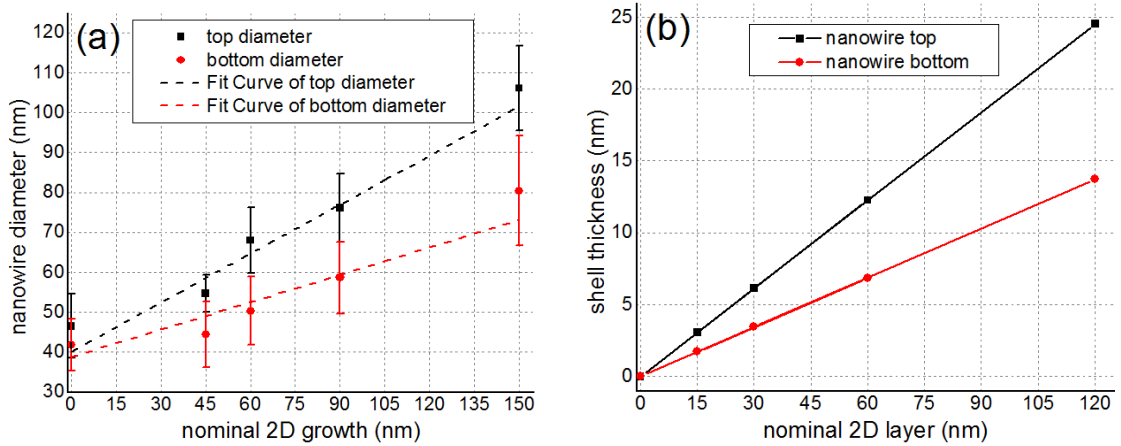 (a)
top diameter
bottom diameter
Fit Curve of top diameter
Fit Curve of bottom diameter
nanowire diameter (nm)
120
110
100
90
80
70
60
50
40
30
0 15 30 45 60 75 90 105 120 135 150
nominal 2D growth (nm)
(b)
nanowire top
nanowire bottom
shell thickness (nm)
25
20
15
10
5
0
0 15 30 45 60 75 90 105 120
nominal 2D layer (nm)